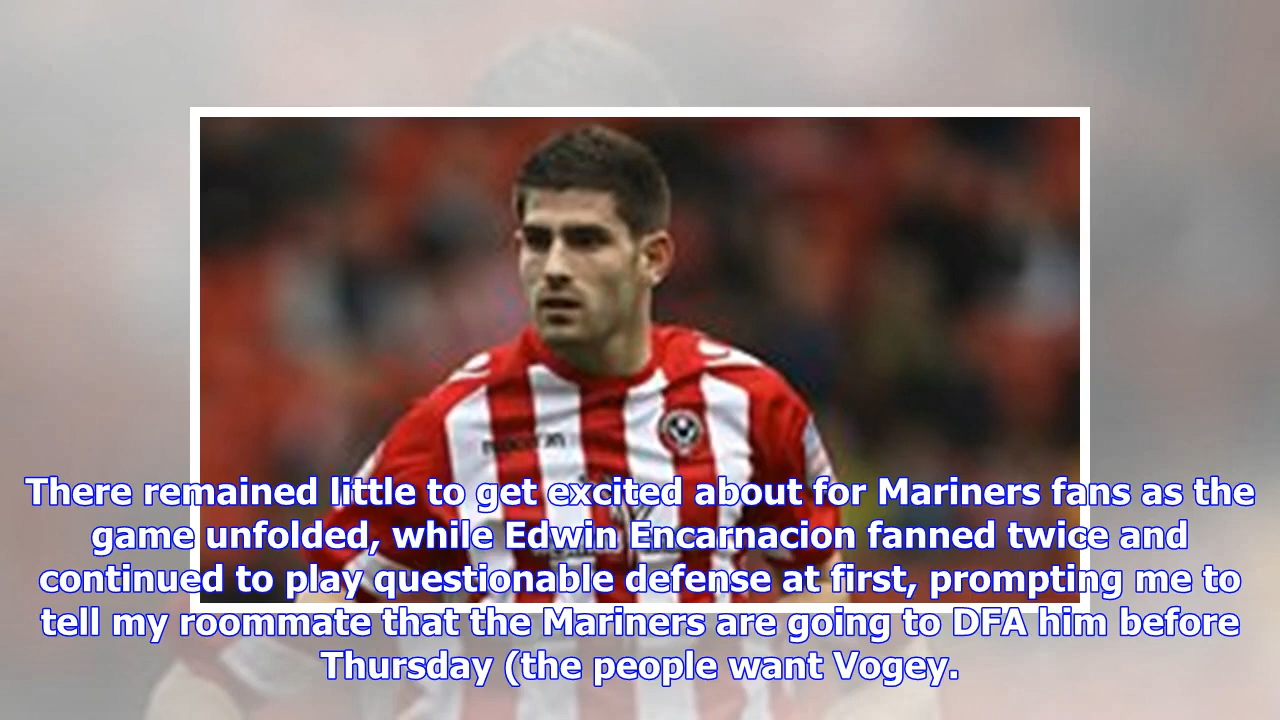 macron
There remained little to get excited about for Mariners fans as the
game unfolded, while Edwin Encarnacion fanned twice and
continued to play questionable defense at first, prompting me to
tell my roommate that the Mariners are going to DFA him before
Thursday (the people want Vogey.